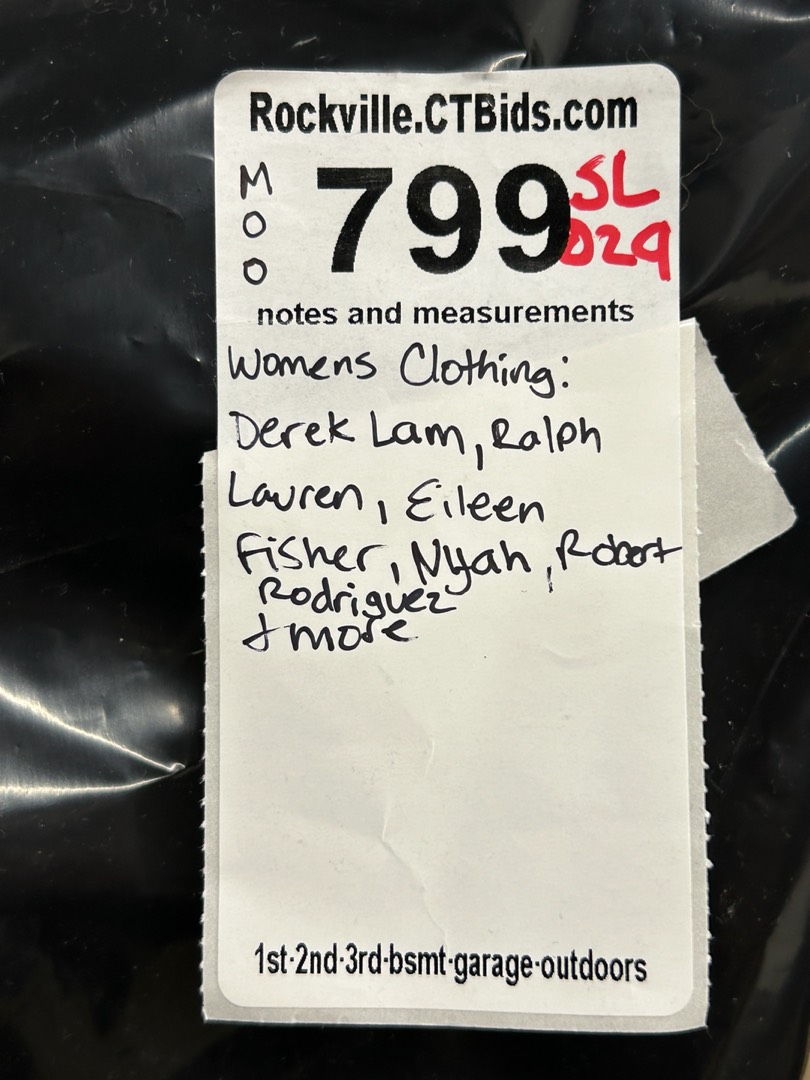 Rockville.CTBids.com
MOO
799
SL
029
notes and measurements
Womens Clothing:
Derek Lam, Ralph
Lauren, Eileen
Fisher, Nyah, Robert
Rodriguez
+ more
1st·2nd·3rd·bsmt·garage·outdoors